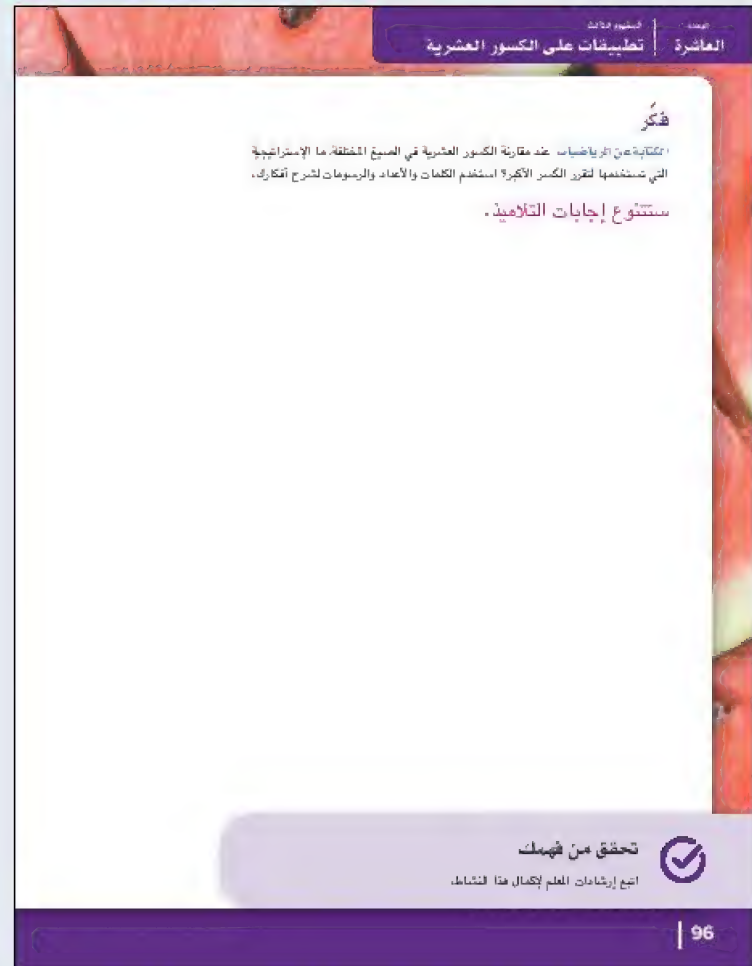 الوحدة | المفهوم الثالث
العاشرة | تطبيقات على الكسور العشرية
فكّر
الكتابة عن الرياضيات عند مقارنة الكسور العشرية في الصيغ المختلفة، ما الإستراتيجية
التي تستخدمها لتقرر الكسر الأكبر؟ استخدم الكلمات والأعداد والرسومات لشرح أفكارك.
ستتنوع إجابات التلاميذ.
تحقق من فهمك
اتبع إرشادات المعلم لإكمال هذا النشاط.
96